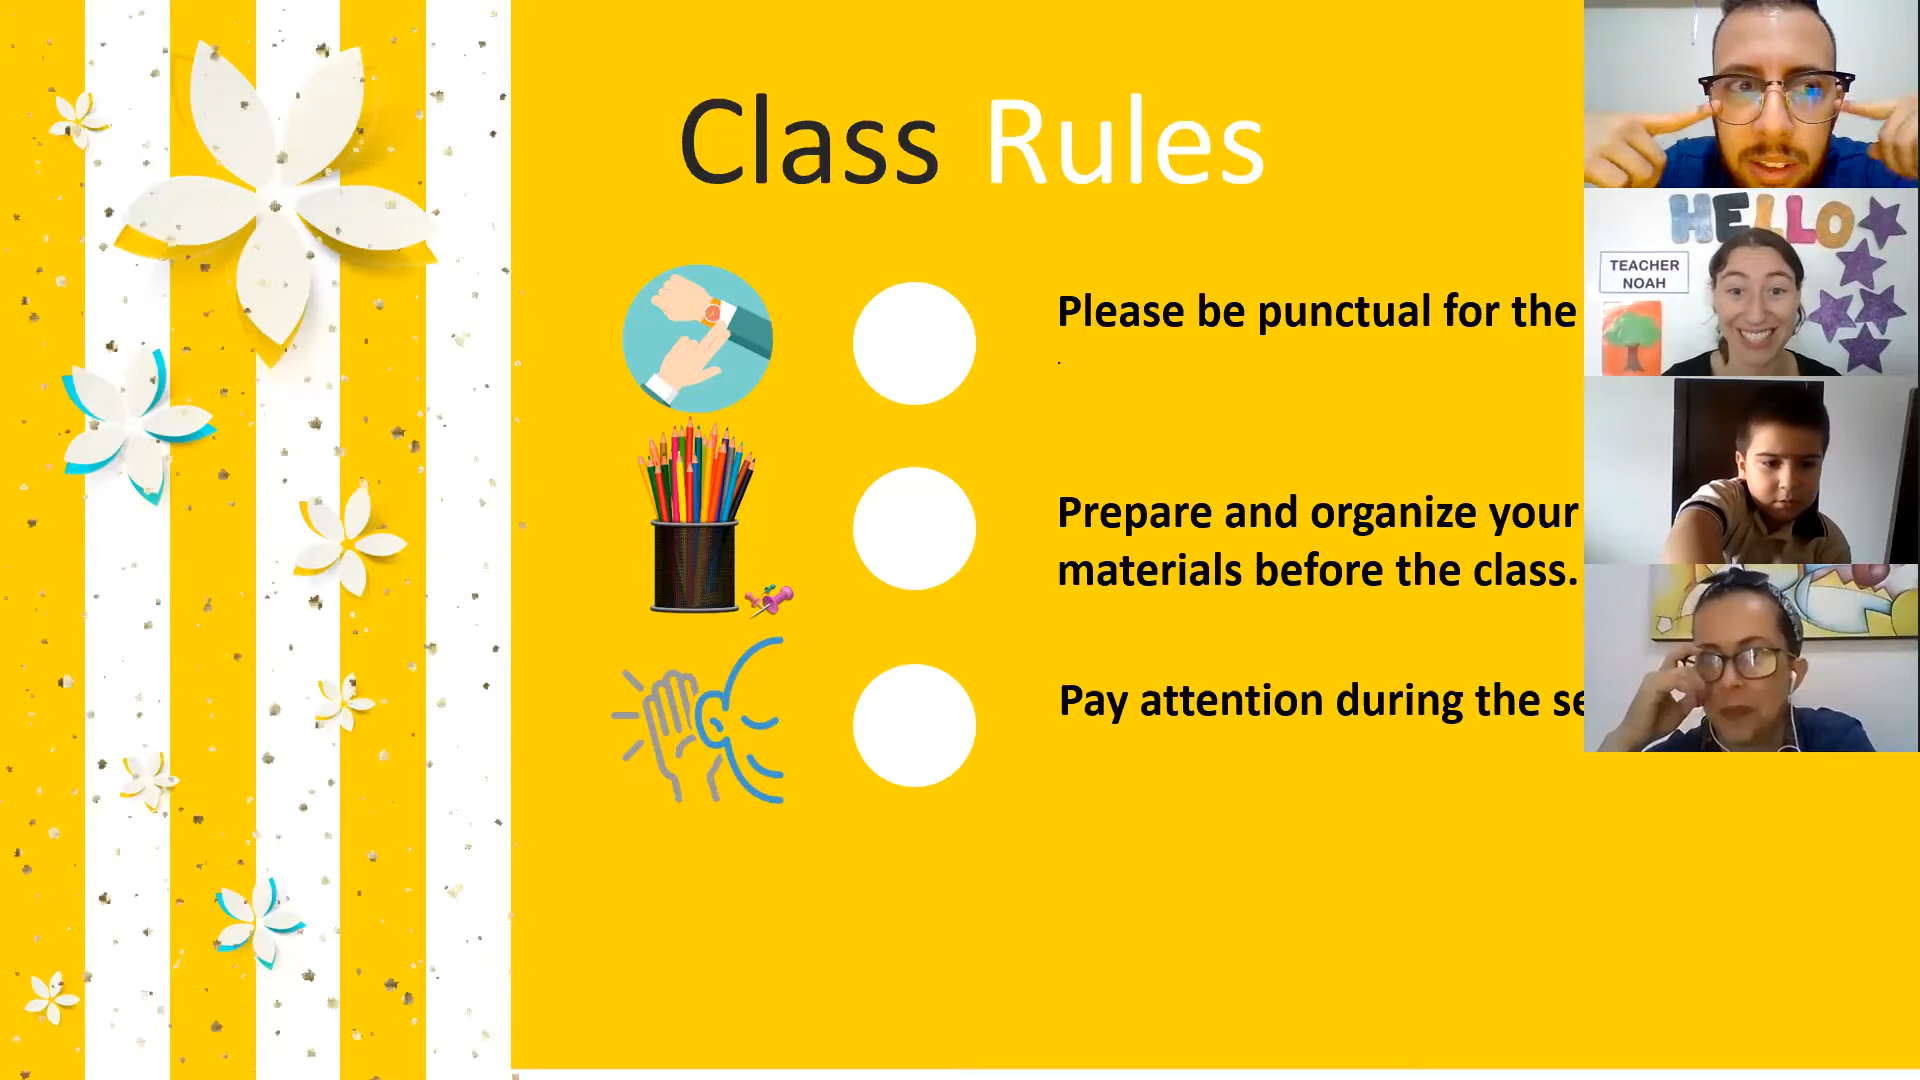 Class Rules
Please be punctual for the
.
Prepare and organize your
materials before the class.
Pay attention during the se
HELLO
TEACHER
NOAH